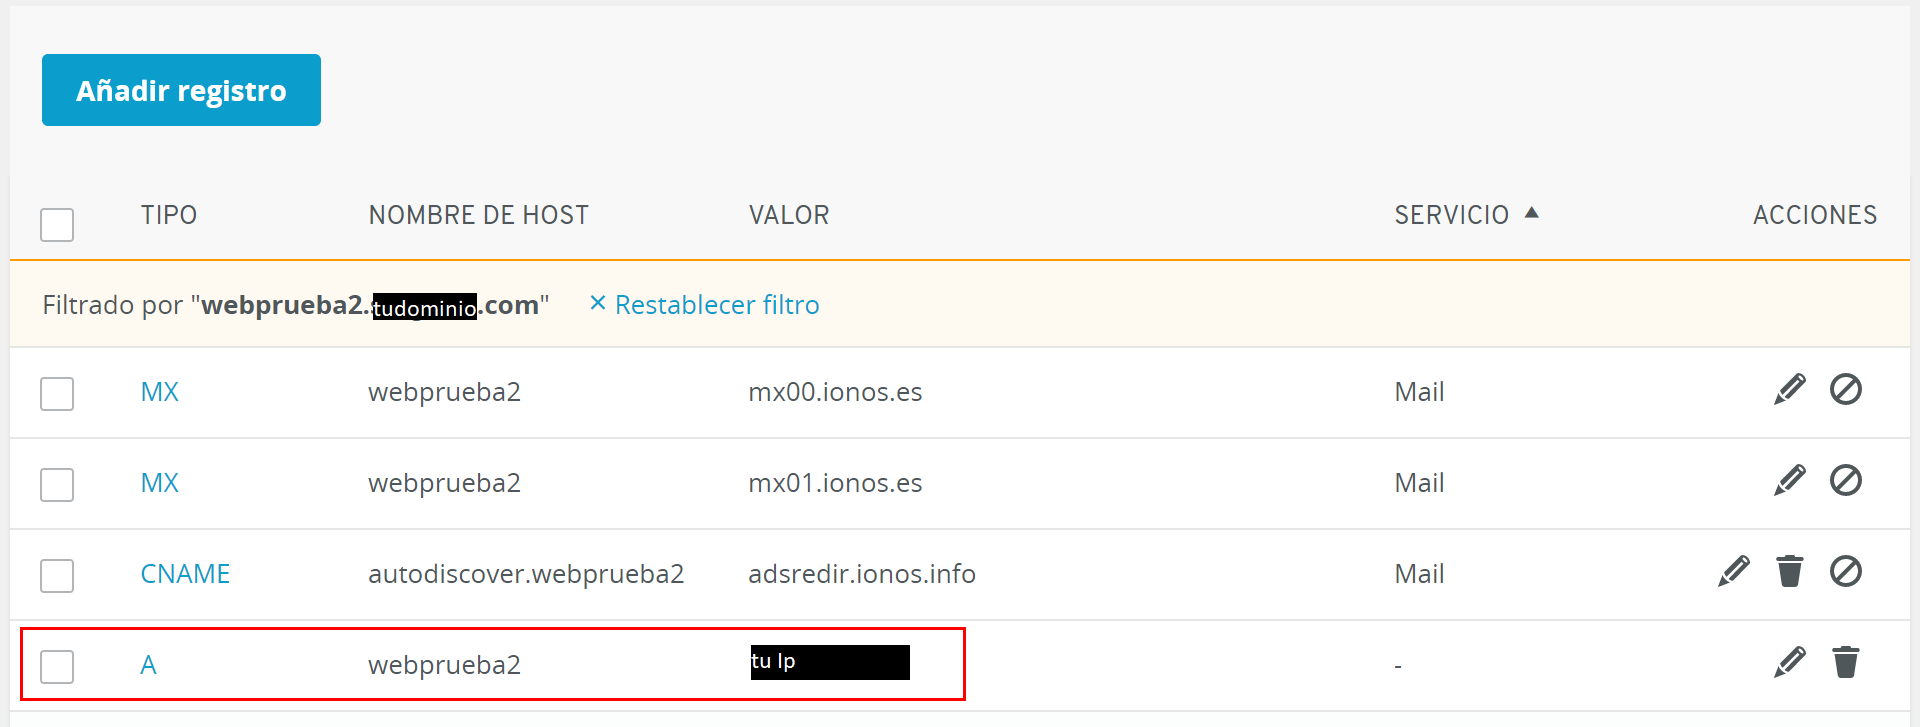 Añadir registro
TIPO NOMBRE DE HOST VALOR SERVICIO ▲ ACCIONES
Filtrado por "webprueba2.tudominio.com" × Restablecer filtro
MX webprueba2 mx00.ionos.es Mail
MX webprueba2 mx01.ionos.es Mail
CNAME autodiscover.webprueba2 adsredir.ionos.info Mail
A webprueba2 tu Ip -